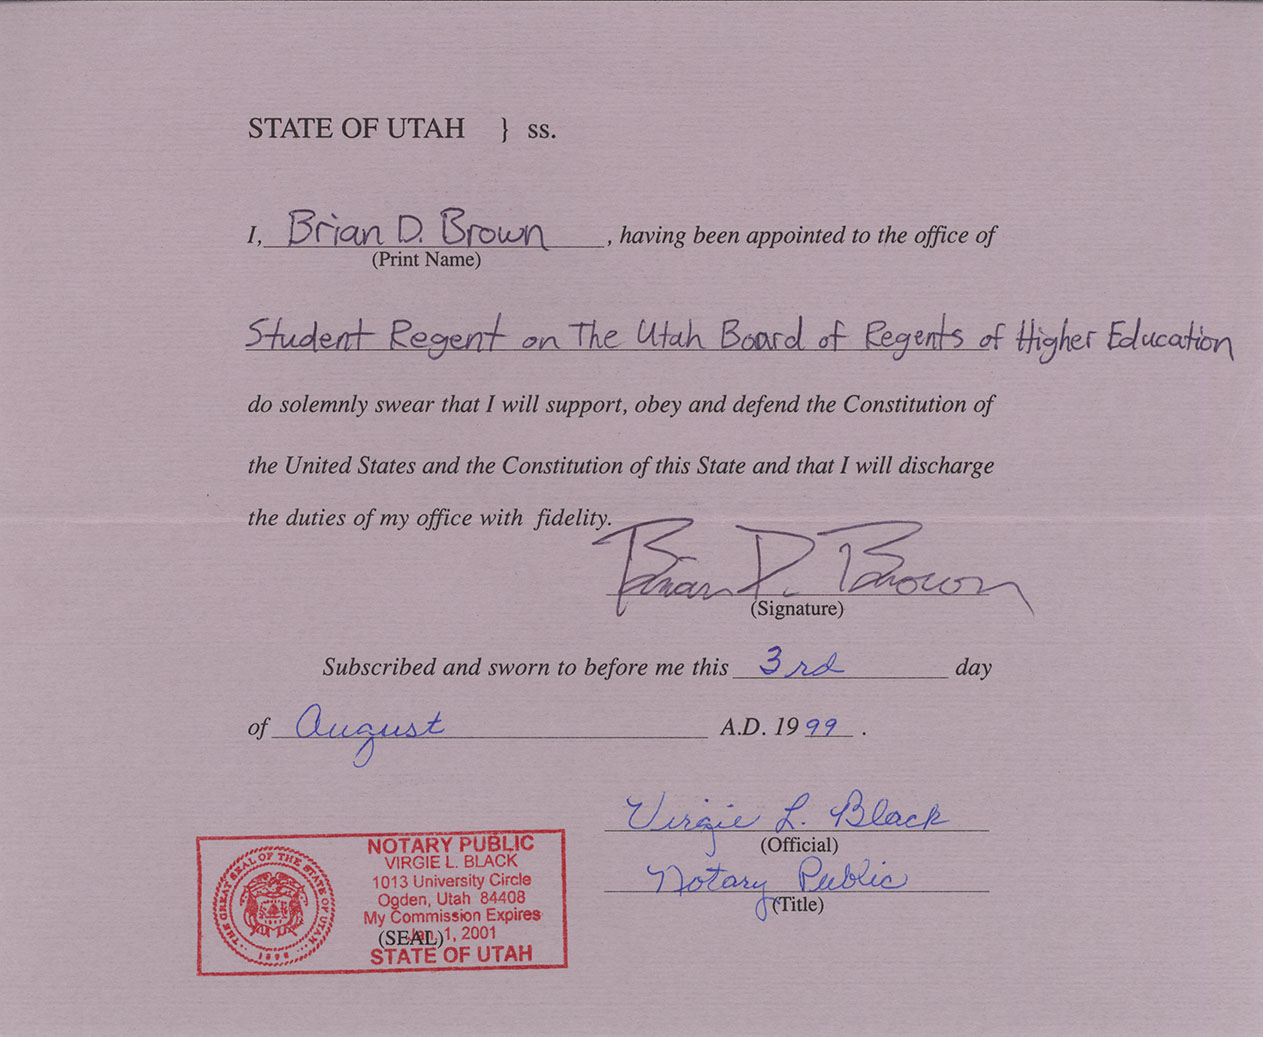 STATE OF UTAH } ss.
I, Brian D. Brown, having been appointed to the office of
(Print Name)
Student Regent on The Utah Board of Regents of Higher Education
do solemnly swear that I will support, obey and defend the Constitution of
the United States and the Constitution of this State and that I will discharge
the duties of my office with fidelity.
Brian D. Brown
(Signature)
Subscribed and sworn to before me this 3rd day
of August A.D. 1999.
Virgie L. Black
(Official)
Notary Public
(Title)
THE GREAT SEAL OF THE STATE OF UTAH
1896
NOTARY PUBLIC
VIRGIE L. BLACK
1013 University Circle
Ogden, Utah 84408
My Commission Expires
Jan. 1, 2001
(SEAL)
STATE OF UTAH